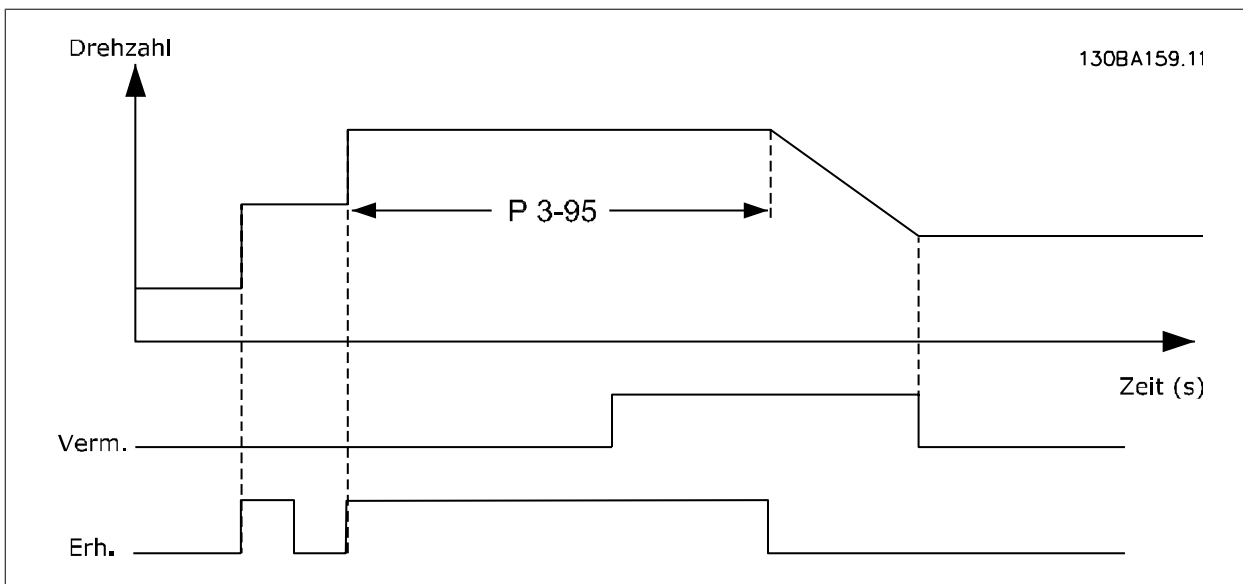 Drehzahl
130BA159.11
P 3-95
Zeit (s)
Verm.
Erh.